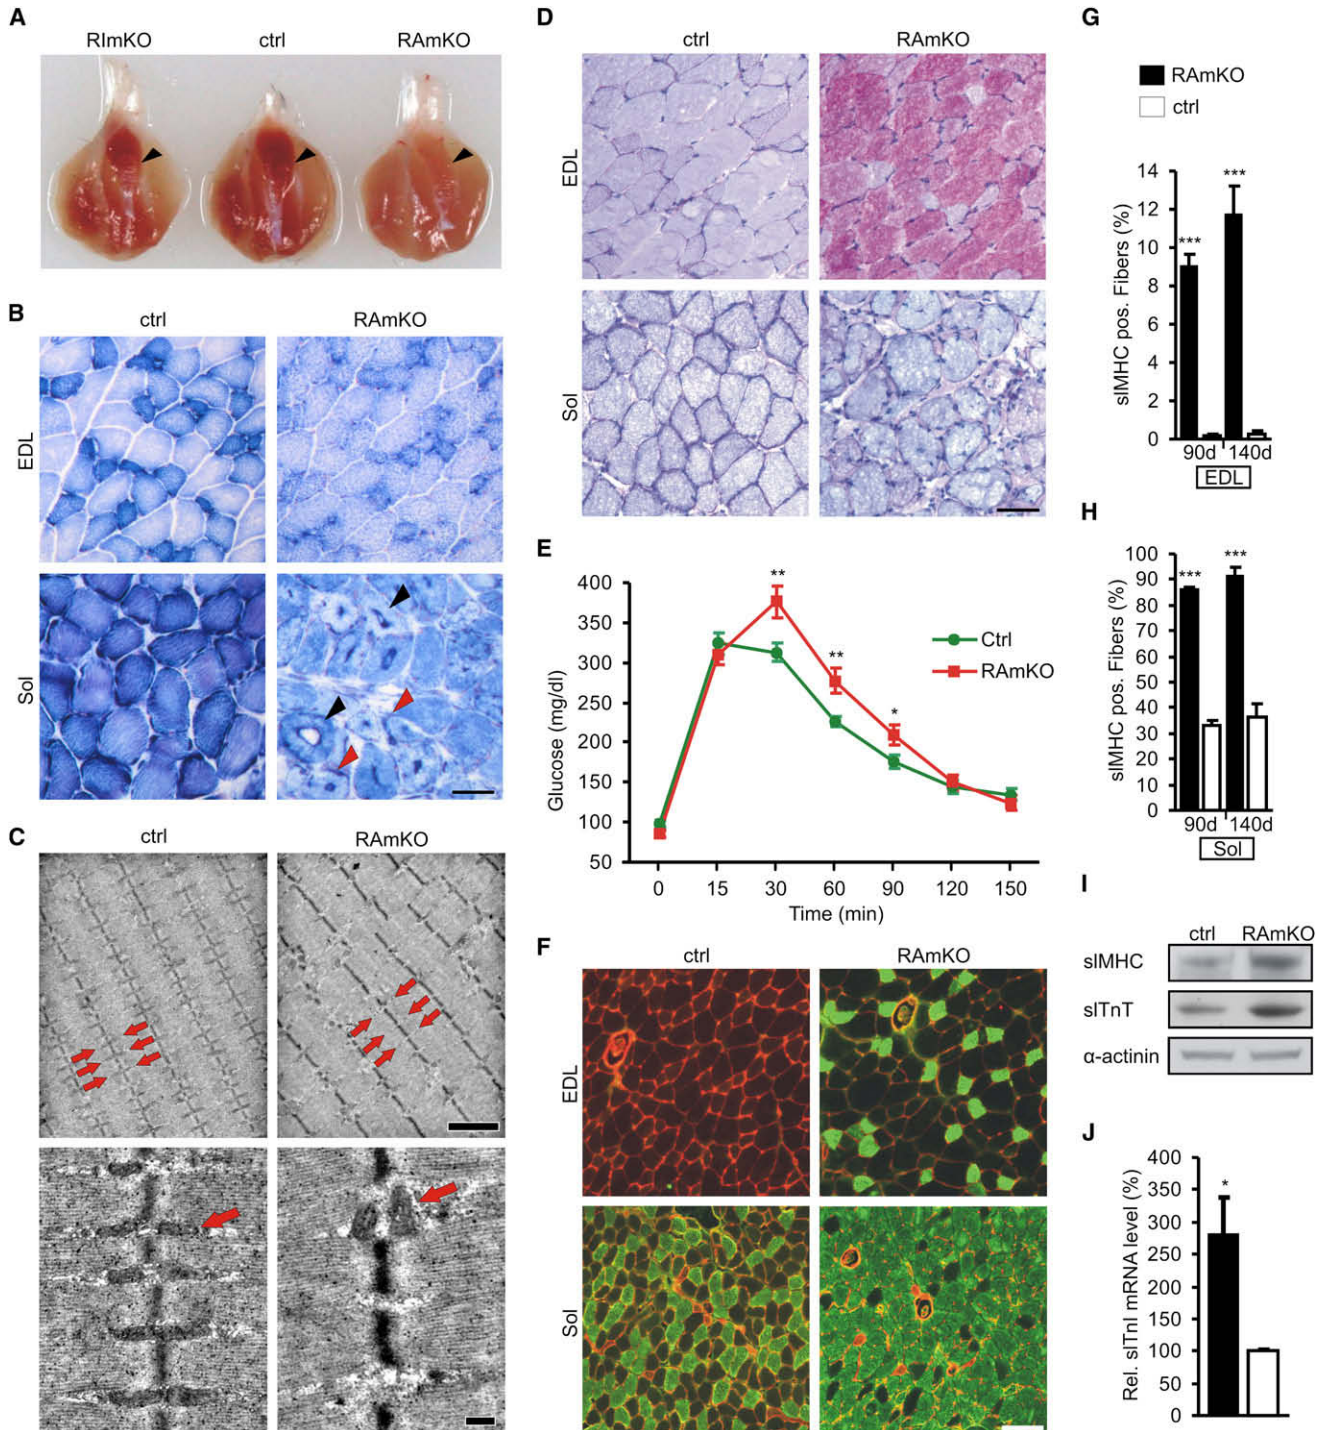 A
RImKO ctrl RAmKO
B
ctrl RAmKO
EDL
Sol
C
ctrl RAmKO
D
ctrl RAmKO
EDL
Sol
E
400
350
300
250
200
150
100
50
Glucose (mg/dl)
**
**
*
Ctrl
RAmKO
0 15 30 60 90 120 150
Time (min)
F
ctrl RAmKO
EDL
Sol
G
RAmKO
ctrl
14
12
10
8
6
4
2
0
slMHC pos. Fibers (%)
*** ***
90d 140d
EDL
H
100
90
80
70
60
50
40
30
20
10
0
slMHC pos. Fibers (%)
*** ***
90d 140d
Sol
I
ctrl RAmKO
slMHC
slTnT
α-actinin
J
400
350
300
250
200
150
100
50
0
Rel. slTnI mRNA level (%)
*